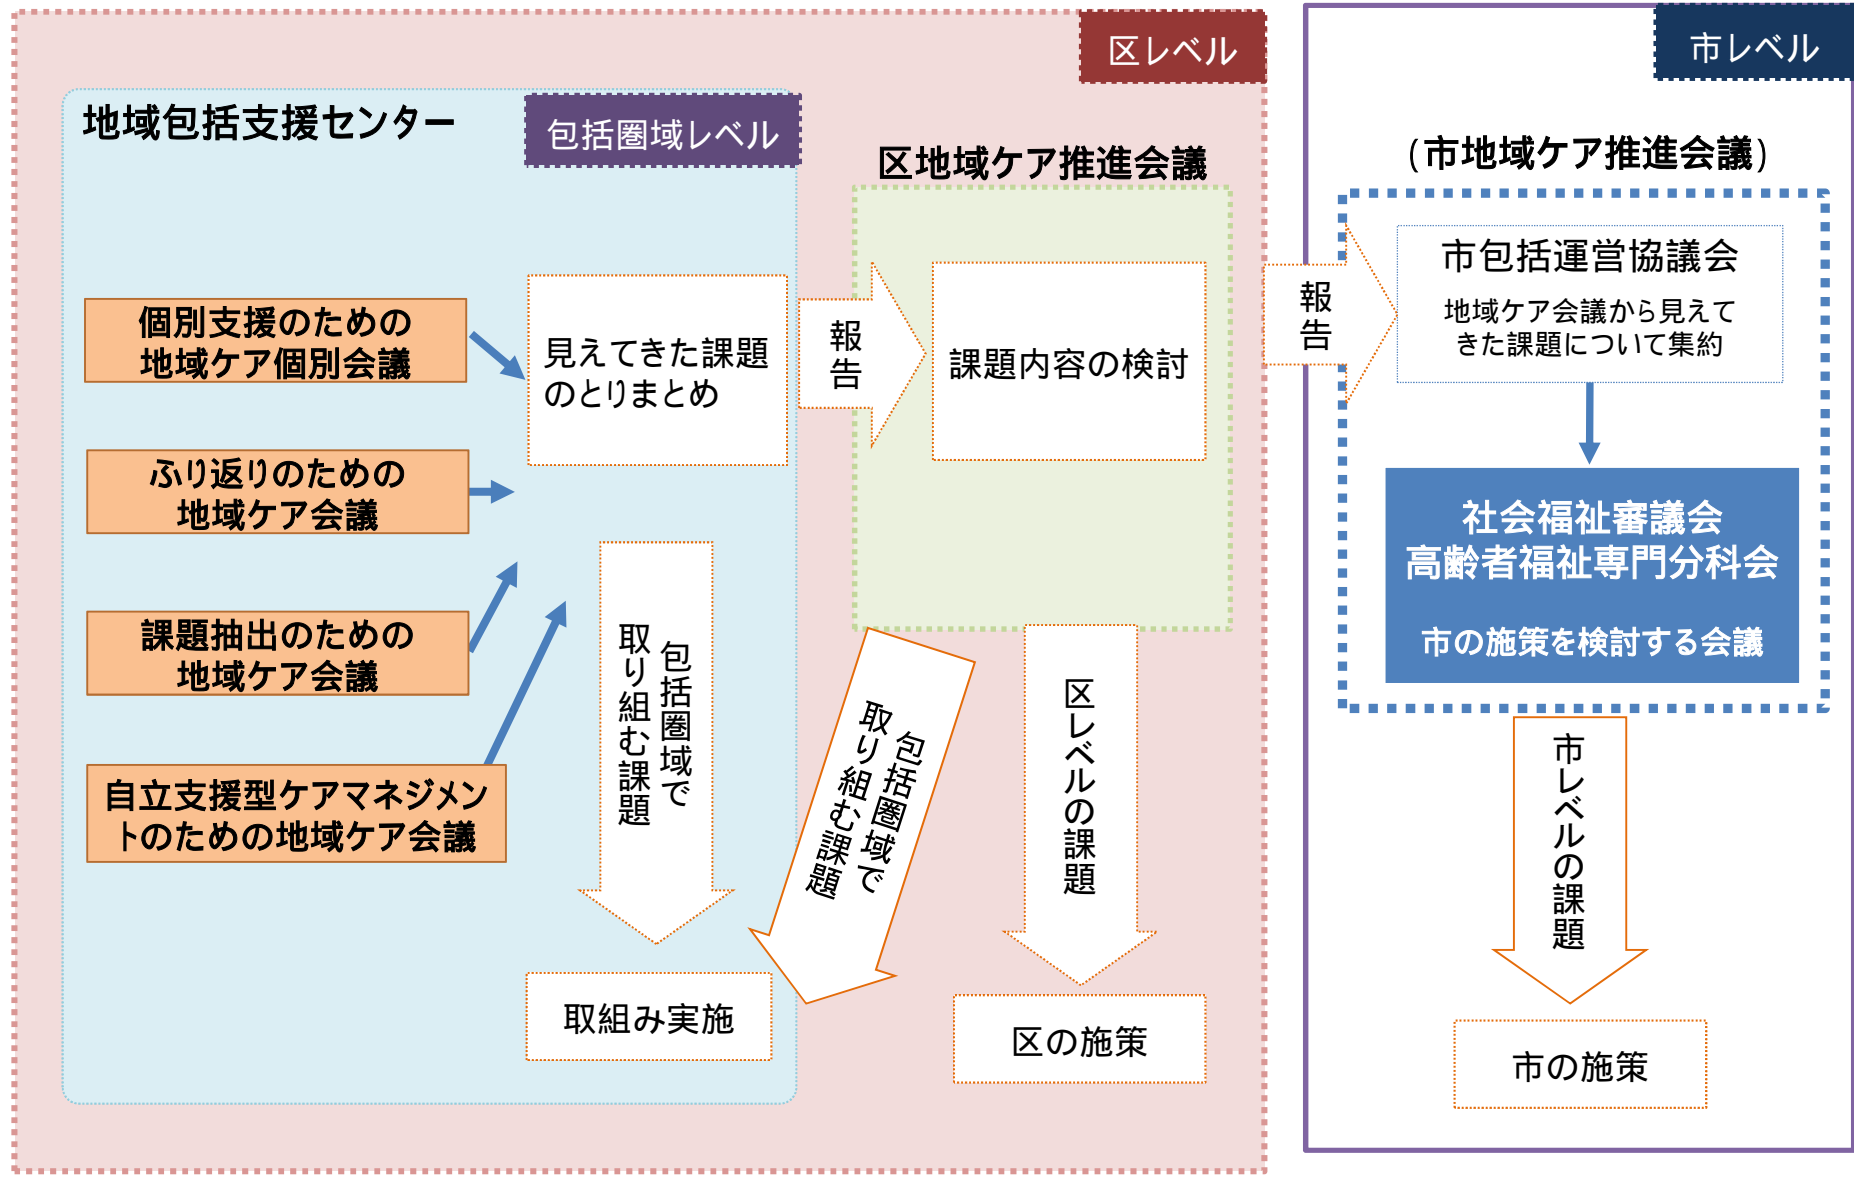 区レベル
市レベル
地域包括支援センター
包括圏域レベル
区地域ケア推進会議
(市地域ケア推進会議)
個別支援のための
地域ケア個別会議
ふり返りのための
地域ケア会議
課題抽出のための
地域ケア会議
自立支援型ケアマネジメン
トのための地域ケア会議
見えてきた課題
のとりまとめ
報告
課題内容の検討
報告
市包括運営協議会
地域ケア会議から見えて
きた課題について集約
社会福祉審議会
高齢者福祉専門分科会
市の施策を検討する会議
包括圏域で
取り組む課題
包括圏域で
取り組む課題
区レベルの課題
市レベルの課題
取組み実施
区の施策
市の施策